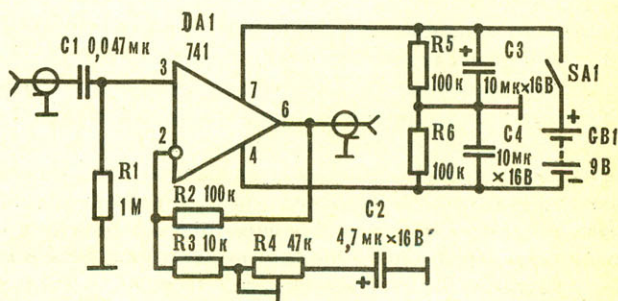 C1 0,047мк
DA1
741
3
2
7
6
4
R1
1М
R2 100к
R3 10к
R4 47к
C2
4,7мк×16В
R5
100к
R6
100к
C3
10мк×16В
C4
10мк
×16В
SA1
+
GB1
9В
−
+
+